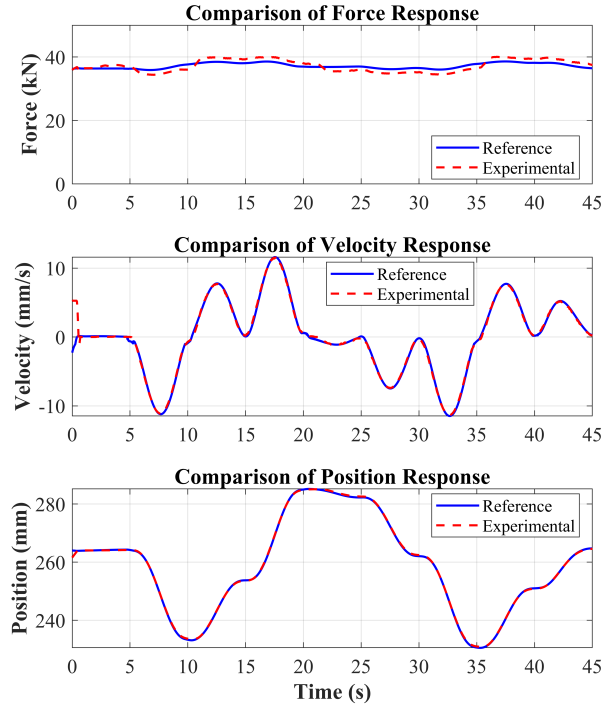 Comparison of Force Response
Force (kN)
40
20
0
Reference
Experimental
0 5 10 15 20 25 30 35 40 45
Comparison of Velocity Response
Velocity (mm/s)
10
0
-10
Reference
Experimental
0 5 10 15 20 25 30 35 40 45
Comparison of Position Response
Position (mm)
280
260
240
Reference
Experimental
0 5 10 15 20 25 30 35 40 45
Time (s)